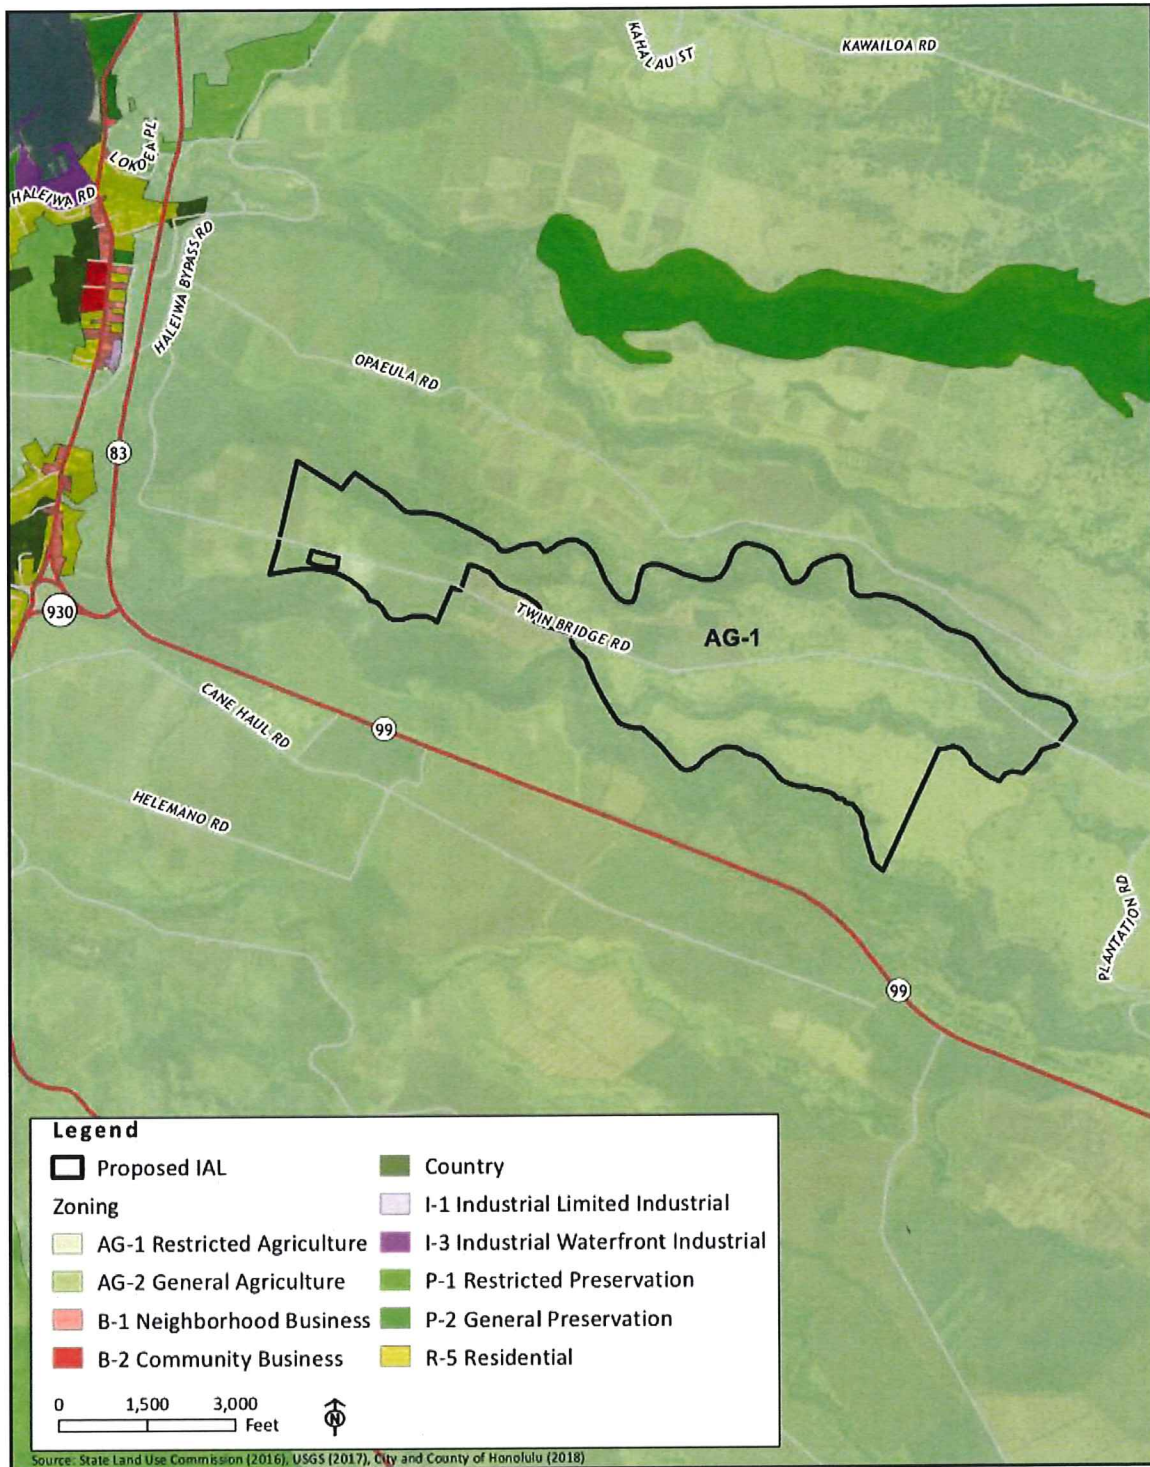 KAHALAU ST
KAWAILOA RD
LOKOEA PL
HALEIWA RD
HALEIWA BYPASS RD
OPAEULA RD
83
930
TWIN BRIDGE RD
AG-1
CANE HAUL RD
99
HELEMANO RD
PLANTATION RD
99
Legend
Proposed IAL
Zoning
AG-1 Restricted Agriculture
AG-2 General Agriculture
B-1 Neighborhood Business
B-2 Community Business
Country
I-1 Industrial Limited Industrial
I-3 Industrial Waterfront Industrial
P-1 Restricted Preservation
P-2 General Preservation
R-5 Residential
0 1,500 3,000
Feet
N
Source: State Land Use Commission (2016), USGS (2017), City and County of Honolulu (2018)